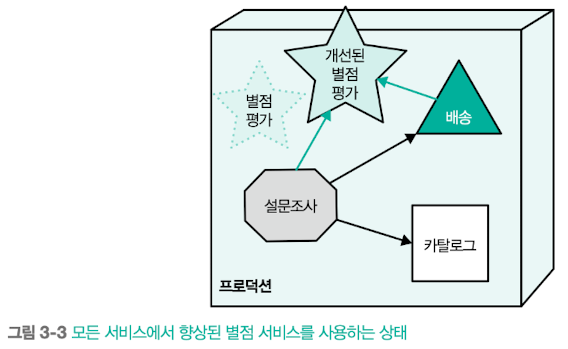 개선된
별점
평가
별점
평가
배송
설문조사
카탈로그
프로덕션
그림 3-3 모든 서비스에서 향상된 별점 서비스를 사용하는 상태